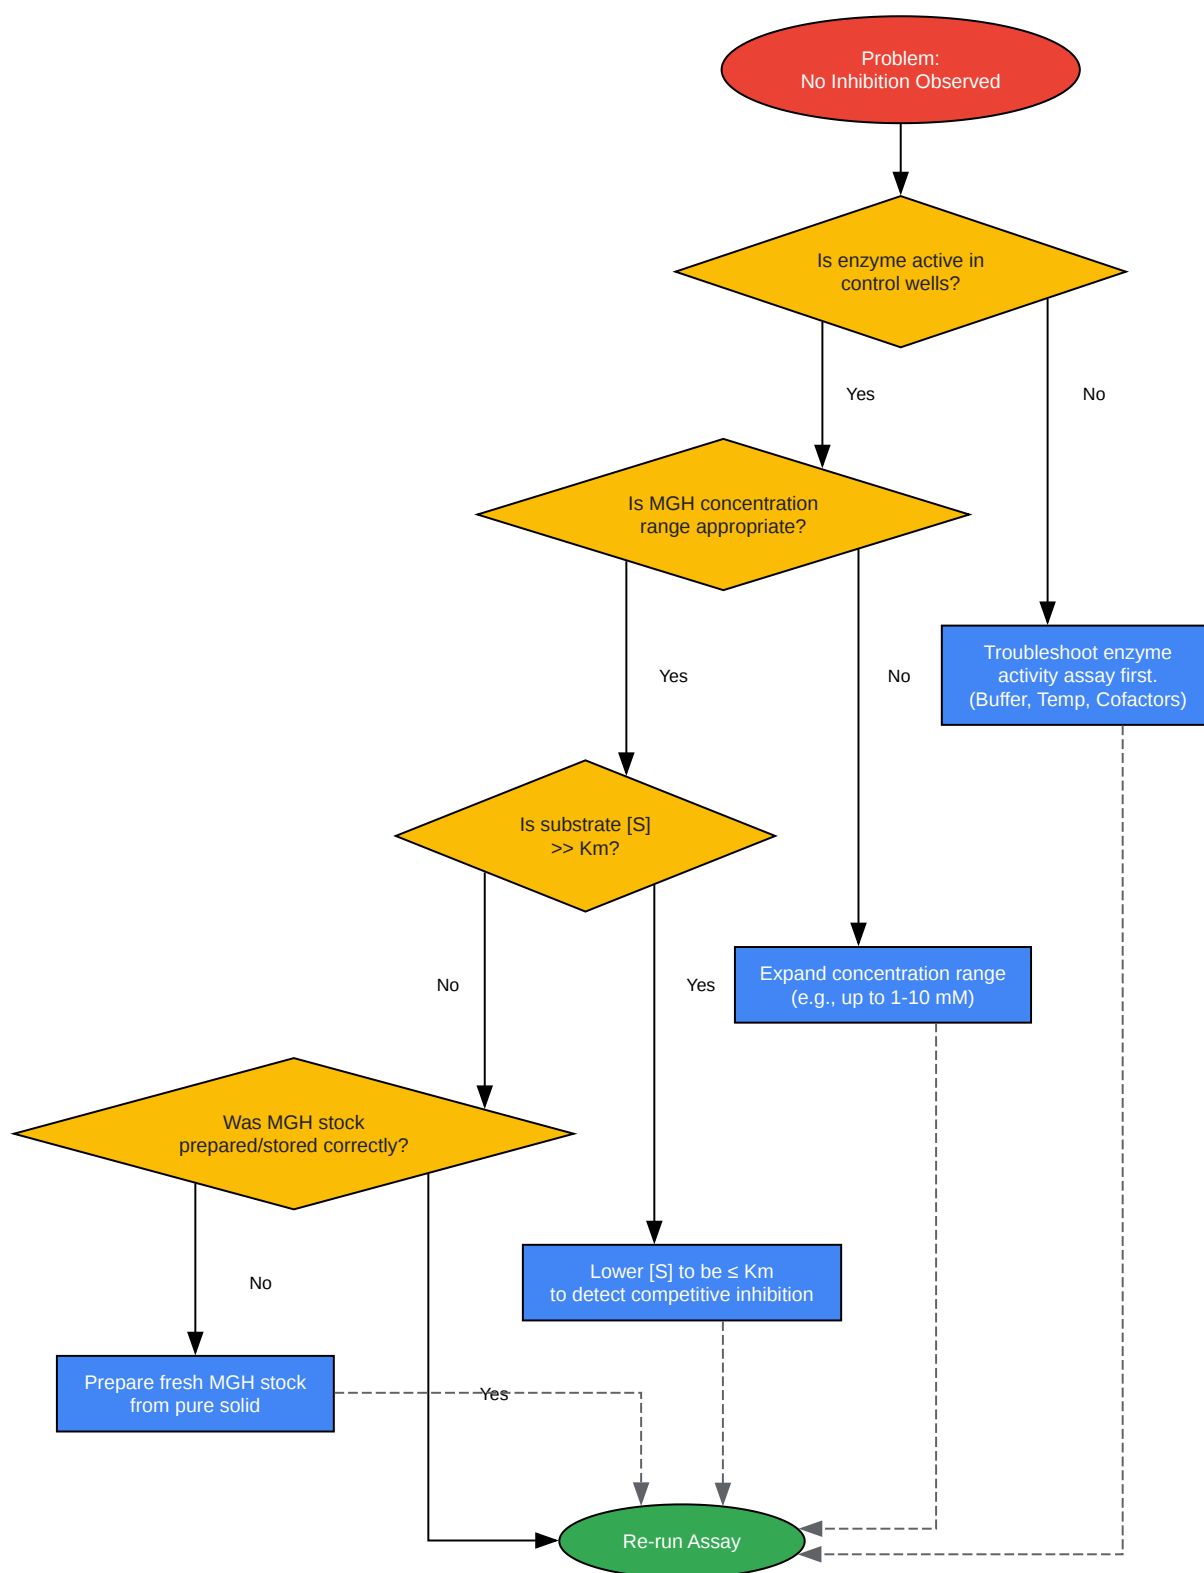 Problem:
No Inhibition Observed
Is enzyme active in
control wells?
Yes
No
Is MGH concentration
range appropriate?
Yes
No
Troubleshoot enzyme
activity assay first.
(Buffer, Temp, Cofactors)
Is substrate [S]
>> Km?
No
Yes
Expand concentration range
(e.g., up to 1-10 mM)
Was MGH stock
prepared/stored correctly?
No
Lower [S] to be ≤ Km
to detect competitive inhibition
Prepare fresh MGH stock
from pure solid
Yes
Re-run Assay